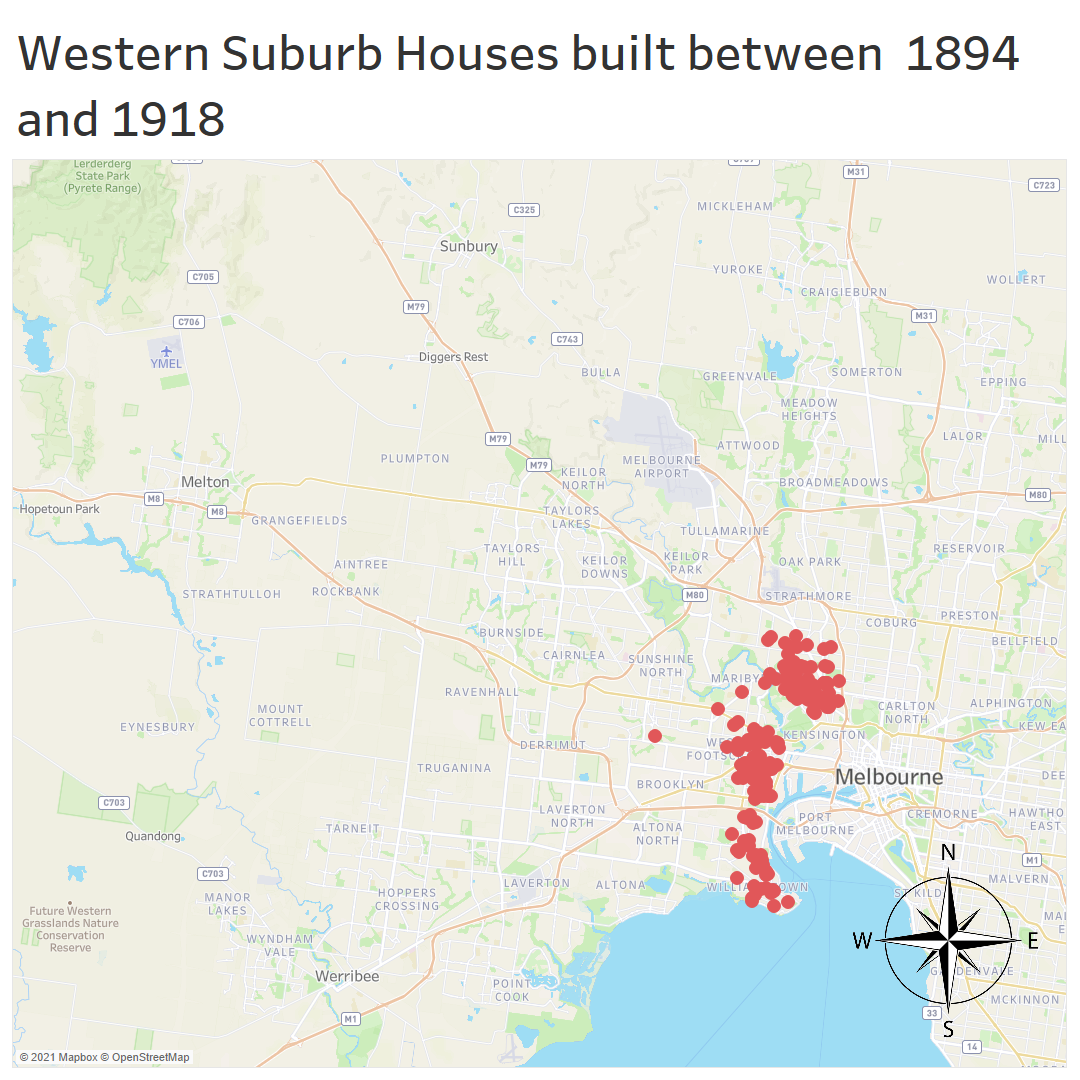 Western Suburb Houses built between 1894
and 1918
Lerderderg
State Park
(Pyrete Range)
M31
C723
MICKLEHAM
C325
Sunbury
YUROKE
C705
WOLLERT
CRAIGIEBURN
M79
M31
C706
C743
YMEL
Diggers Rest
BULLA
GREENVALE
SOMERTON
EPPING
MEADOW
HEIGHTS
M79
LALOR
MILL
ATTWOOD
PLUMPTON
MELBOURNE
AIRPORT
M79
KEILOR
NORTH
Melton
BROADMEADOWS
M8
M80
Hopetoun Park
M8
GRANGEFIELDS
TAYLORS
LAKES
TULLAMARINE
TAYLORS
HILL
RESERVOIR
KEILOR
DOWNS
KEILOR
PARK
OAK PARK
AINTREE
STRATHTULLOH
ROCKBANK
M80
STRATHMORE
PRESTON
COBURG
BURNSIDE
BELLFIELD
CAIRNLEA
SUNSHINE
NORTH
MARIBY
RAVENHALL
CARLTON
NORTH
ALPHINGTON
MOUNT
COTTRELL
EYNESBURY
KEW EA
KENSINGTON
DERRIMUT
WE
FOOTSC
TRUGANINA
Melbourne
DEE
BROOKLYN
C703
LAVERTON
NORTH
PORT
MELBOURNE
CREMORNE
HAWTHO
EAST
TARNEIT
ALTONA
NORTH
Quandong
N
M1
C703
MALVERN
LAVERTON
ALTONA
WILLIA
OWN
ST KILD
MANOR
LAKES
HOPPERS
CROSSING
Future Western
Grasslands Nature
Conservation
Reserve
MAL
E
W
E
WYNDHAM
VALE
Werribee
G
DENVALE
POINT
COOK
MCKINNON
M1
33
S
14
© 2021 Mapbox © OpenStreetMap